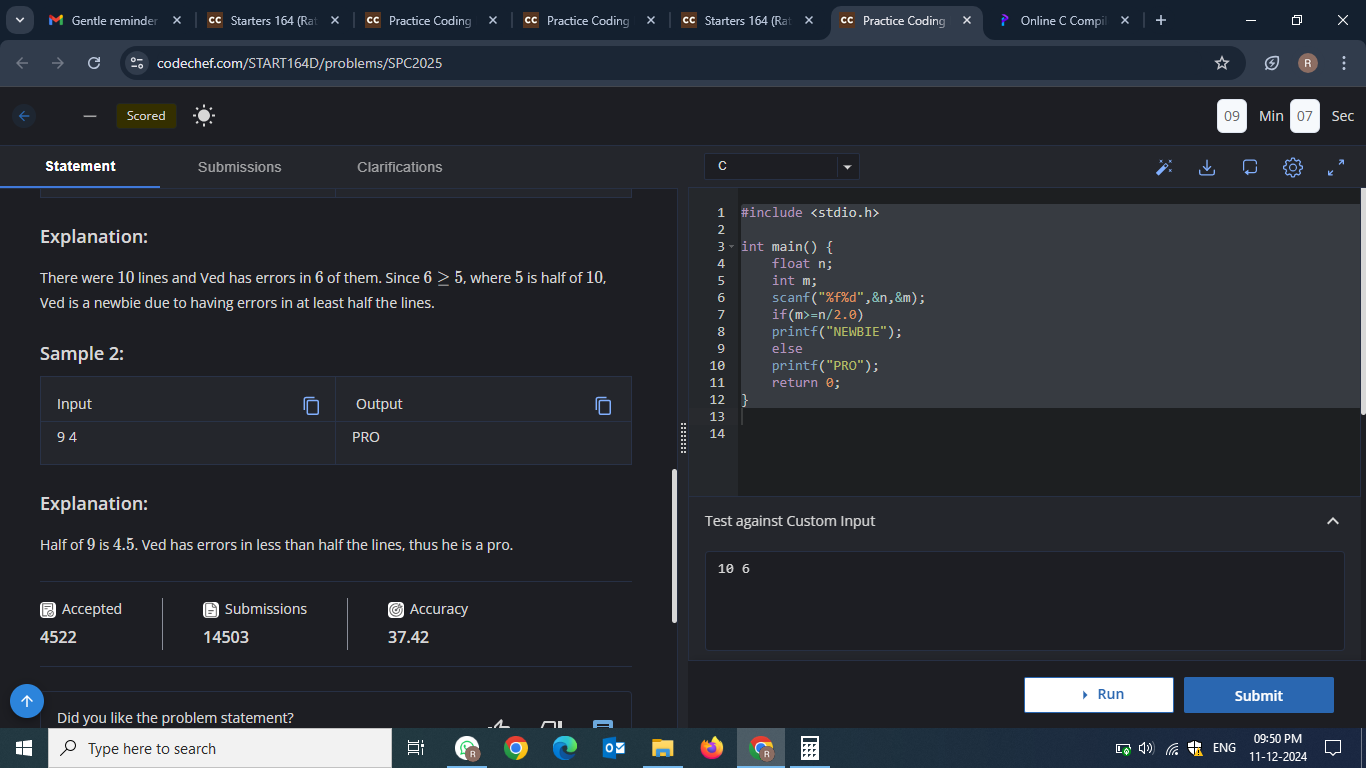 Gentle reminder
CC Starters 164 (Rat
CC Practice Coding
CC Practice Coding
CC Starters 164 (Rat
CC Practice Coding
Online C Compil
codechef.com/START164D/problems/SPC2025
R
Scored
09 Min 07 Sec
Statement
Submissions
Clarifications
C
Explanation:
There were 10 lines and Ved has errors in 6 of them. Since 6 ≥ 5, where 5 is half of 10,
Ved is a newbie due to having errors in at least half the lines.
Sample 2:
Input
Output
9 4
PRO
Explanation:
Half of 9 is 4.5. Ved has errors in less than half the lines, thus he is a pro.
Accepted
Submissions
Accuracy
4522
14503
37.42
Did you like the problem statement?
1 #include <stdio.h>
2
3 int main() {
4 float n;
5 int m;
6 scanf("%f%d",&n,&m);
7 if(m>=n/2.0)
8 printf("NEWBIE");
9 else
10 printf("PRO");
11 return 0;
12 }
13
14
Test against Custom Input
10 6
Run
Submit
Type here to search
R
R
ENG
09:50 PM
11-12-2024